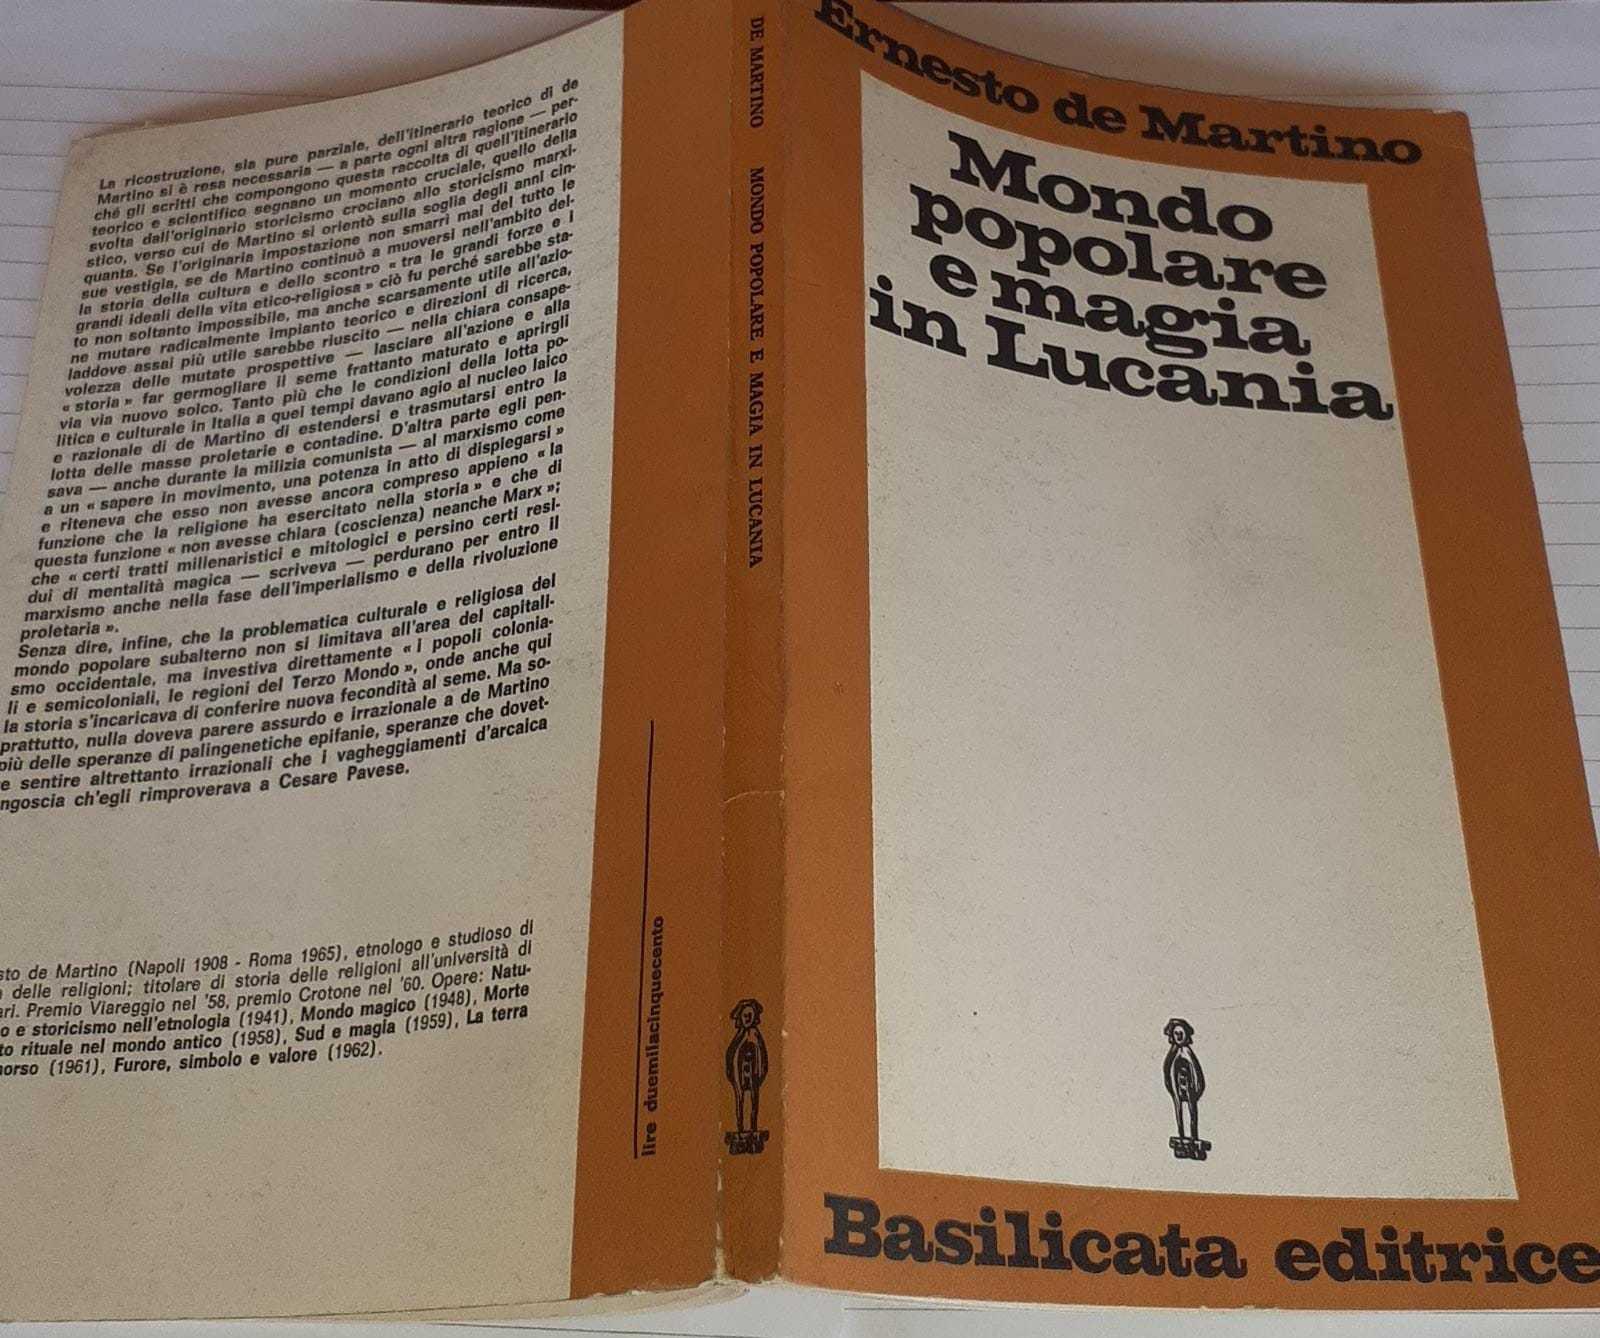 La ricostruzione, sia pure parziale, dell'itinerario teorico di de
Martino si è resa necessaria — a parte ogni altra ragione — per-
ché gli scritti che compongono questa raccolta di quell'itinerario
teorico e scientifico segnano un momento cruciale, quello della
svolta dall'originario storicismo crociano allo storicismo marxi-
stico, verso cui de Martino si orientò sulla soglia degli anni cin-
quanta. Se l'originaria impostazione non smarrì mai del tutto le
sue vestigia, se de Martino continuò a muoversi nell'ambito del-
la storia della cultura e dello scontro « tra le grandi forze e i
grandi ideali della vita etico-religiosa » ciò fu perché sarebbe sta-
to non soltanto impossibile, ma anche scarsamente utile all'azio-
ne mutare radicalmente impianto teorico e direzioni di ricerca,
laddove assai più utile sarebbe riuscito — nella chiara consape-
volezza delle mutate prospettive — lasciare all'azione e alla
« storia » far germogliare il seme frattanto maturato e aprirgli
via via nuovo solco. Tanto più che le condizioni della lotta po-
litica e culturale in Italia a quei tempi davano agio al nucleo laico
e razionale di de Martino di estendersi e trasmutarsi entro la
lotta delle masse proletarie e contadine. D'altra parte egli pen-
sava — anche durante la milizia comunista — al marxismo come
a un « sapere in movimento, una potenza in atto di dispiegarsi »
e riteneva che esso non avesse ancora compreso appieno « la
funzione che la religione ha esercitato nella storia » e che di
questa funzione « non avesse chiara (coscienza) neanche Marx »;
che « certi tratti millenaristici e mitologici e persino certi resi-
dui di mentalità magica — scriveva — perdurano per entro il
marxismo anche nella fase dell'imperialismo e della rivoluzione
proletaria ».
Senza dire, infine, che la problematica culturale e religiosa del
mondo popolare subalterno non si limitava all'area del capitali-
smo occidentale, ma investiva direttamente « i popoli colonia-
li e semicoloniali, le regioni del Terzo Mondo », onde anche qui
la storia s'incaricava di conferire nuova fecondità al seme. Ma so-
prattutto, nulla doveva parere assurdo e irrazionale a de Martino
più delle speranze di palingenetiche epifanie, speranze che dovet-
e sentire altrettanto irrazionali che i vagheggiamenti d'arcaica
ngoscia ch'egli rimproverava a Cesare Pavese.
sto de Martino (Napoli 1908 - Roma 1965), etnologo e studioso di
delle religioni; titolare di storia delle religioni all'università di
ari. Premio Viareggio nel '58, premio Crotone nel '60. Opere: Natu-
o e storicismo nell'etnologia (1941), Mondo magico (1948), Morte
to rituale nel mondo antico (1958), Sud e magia (1959), La terra
orso (1961), Furore, simbolo e valore (1962).
lire duemilacinquecento
DE MARTINO MONDO POPOLARE E MAGIA IN LUCANIA
Ernesto de Martino
Mondo
popolare
e magia
in Lucania
Basilicata editrice